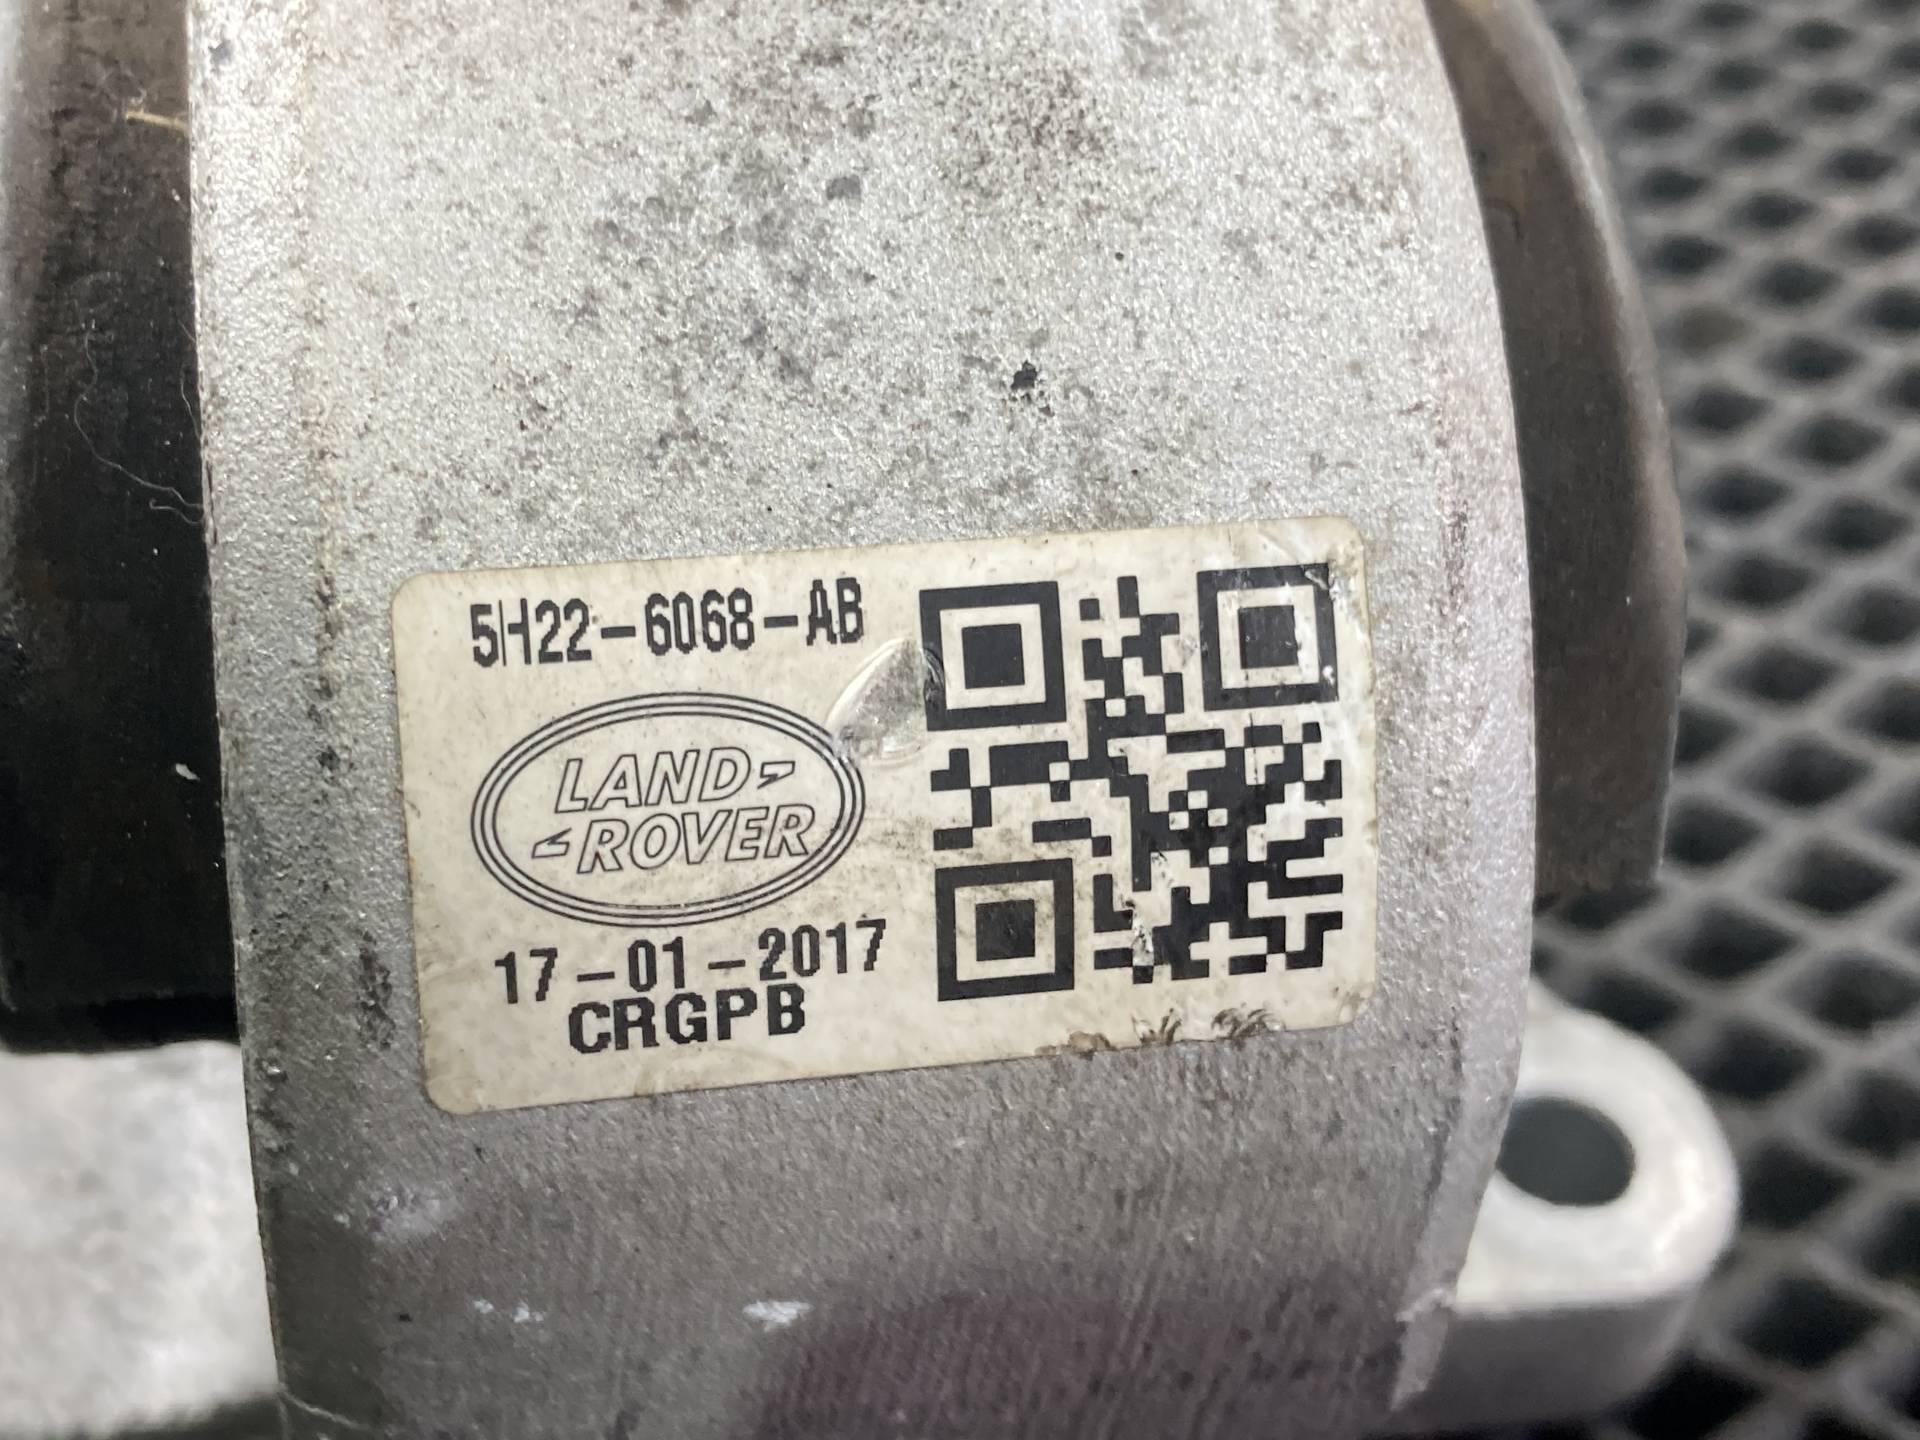 5H22-6068-AB
LAND
ROVER
17-01-2017
CRGPB